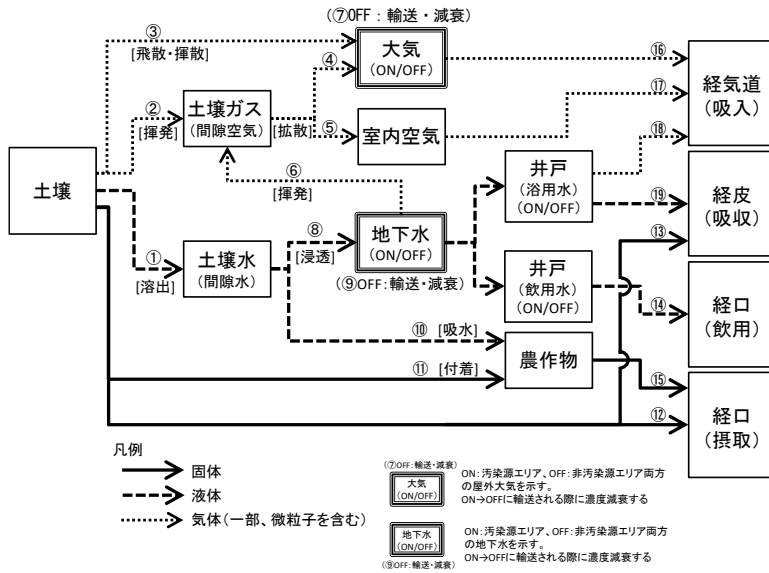 (⑦OFF：輸送・減衰)
③
[飛散・揮散]
大気
(ON/OFF)
④
⑯
②
[揮発]
土壌ガス
(間隙空気)
[拡散]
⑤
室内空気
⑰
経気道
(吸入)
⑱
⑥
[揮発]
土壌
井戸
(浴用水)
(ON/OFF)
⑲
経皮
(吸収)
①
[溶出]
土壌水
(間隙水)
⑧
[浸透]
地下水
(ON/OFF)
(⑨OFF：輸送・減衰)
⑬
井戸
(飲用水)
(ON/OFF)
⑭
経口
(飲用)
⑩ [吸水]
農作物
⑪ [付着]
⑮
⑫
経口
(摂取)
凡例
固体
液体
気体(一部、微粒子を含む)
(⑦OFF：輸送・減衰)
大気
(ON/OFF)
ON：汚染源エリア、OFF：非汚染源エリア両方
の屋外大気を示す。
ON→OFFに輸送される際に濃度減衰する
地下水
(ON/OFF)
(⑨OFF：輸送・減衰)
ON：汚染源エリア、OFF：非汚染源エリア両方
の地下水を示す。
ON→OFFに輸送される際に濃度減衰する